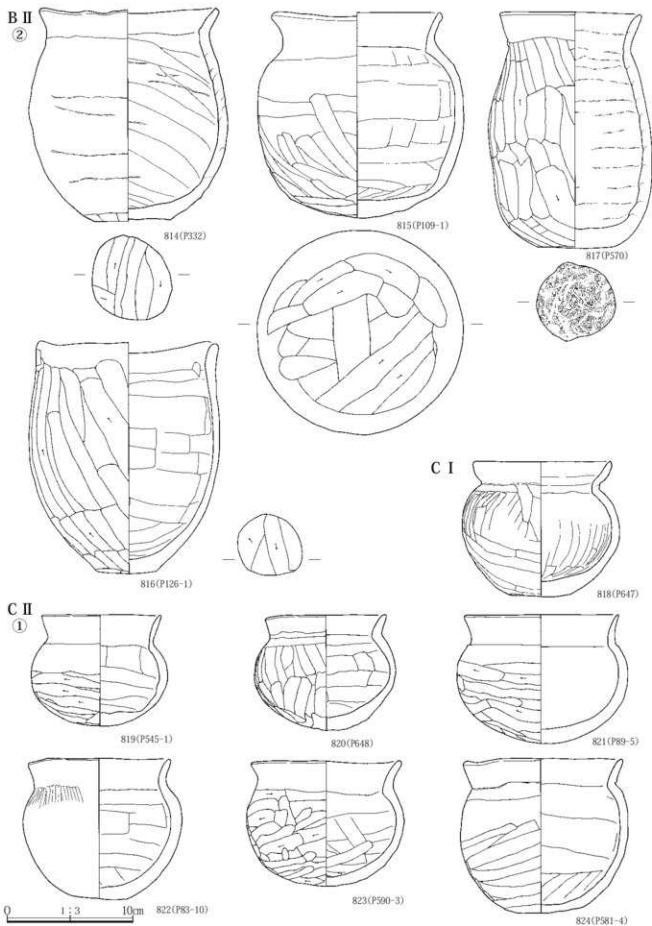 B Ⅱ
②
814(P332)
815(P109-1)
817(P570)
816(P126-1)
C Ⅰ
818(P647)
C Ⅱ
①
819(P545-1)
820(P648)
821(P89-5)
822(P83-10)
823(P590-3)
824(P581-4)
0 1:3 10cm